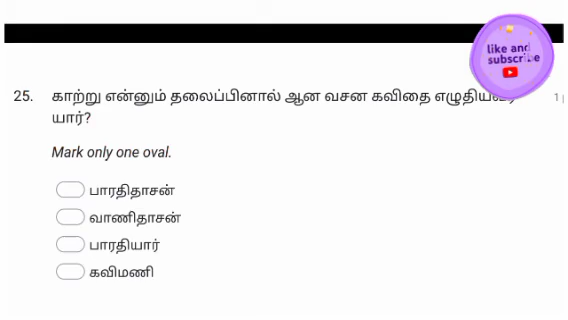 like and
subscribe
25. காற்று என்னும் தலைப்பினால் ஆன வசன கவிதை
யார்?
Mark only one oval.
பாரதிதாசன்
வாணிதாசன்
பாரதியார்
கவிமணி